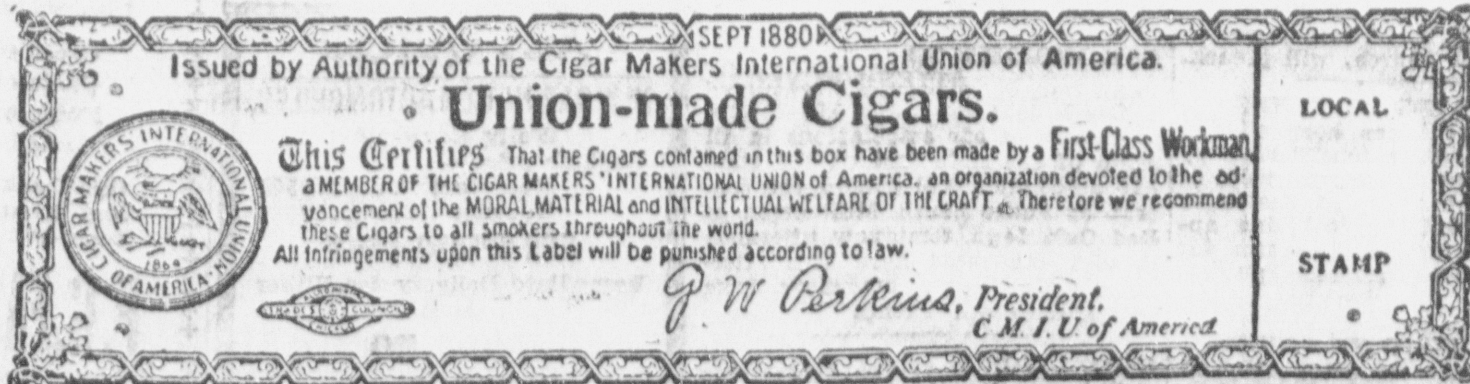 SEPT 1880
Issued by Authority of the Cigar Makers International Union of America.
Union-made Cigars.
This Certifies That the Cigars contained in this box have been made by a First-Class Workman,
a MEMBER OF THE CIGAR MAKERS' INTERNATIONAL UNION of America, an organization devoted to the ad-
vancement of the MORAL MATERIAL and INTELLECTUAL WELFARE OF THE CRAFT. Therefore we recommend
these Cigars to all smokers throughout the world.
All Infringements upon this Label will be punished according to law.
G. W. Perkins, President,
C. M. I. U. of America
CIGAR MAKERS' INTERNATIONAL UNION
OF AMERICA
1864
LOCAL
STAMP